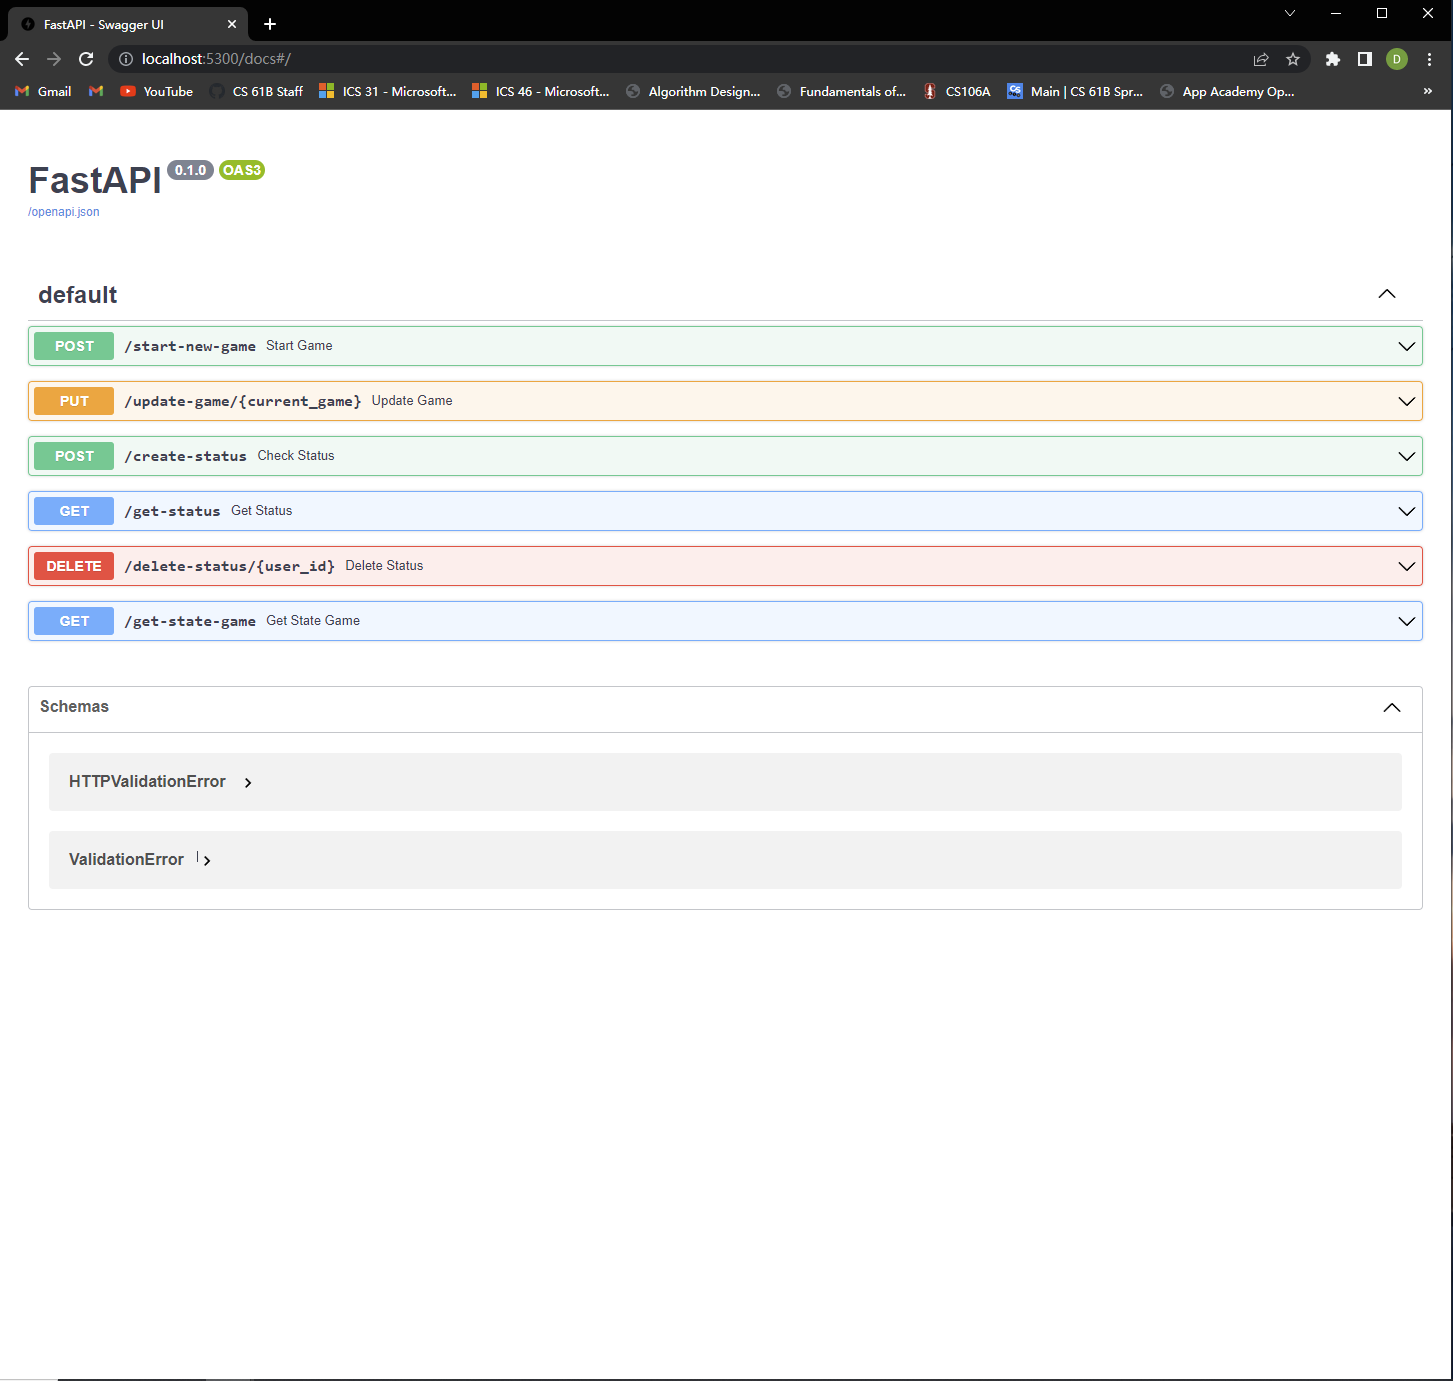 FastAPI - Swagger UI
localhost:5300/docs#/
D
Gmail YouTube CS 61B Staff ICS 31 - Microsoft... ICS 46 - Microsoft... Algorithm Design... Fundamentals of... CS106A Main | CS 61B Spr... App Academy Op... »
FastAPI 0.1.0 OAS3
/openapi.json
default
POST /start-new-game Start Game
PUT /update-game/{current_game} Update Game
POST /create-status Check Status
GET /get-status Get Status
DELETE /delete-status/{user_id} Delete Status
GET /get-state-game Get State Game
Schemas
HTTPValidationError
ValidationError